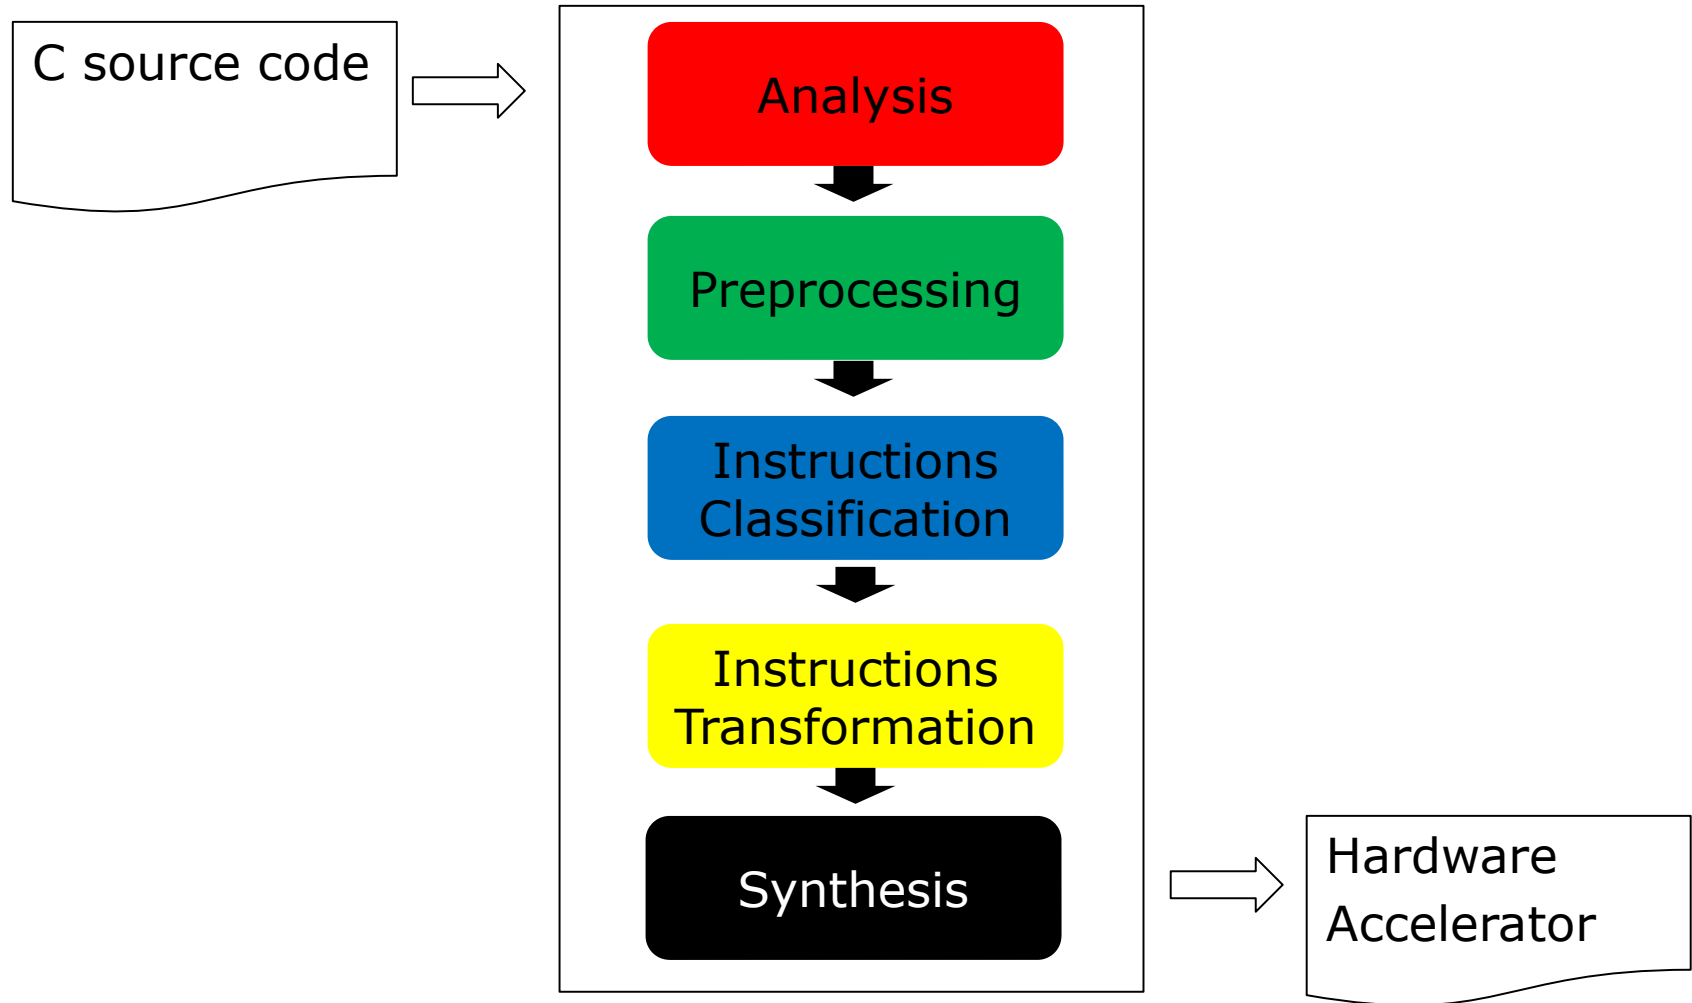 C source code
Analysis
Preprocessing
Instructions
Classification
Instructions
Transformation
Synthesis
Hardware
Accelerator